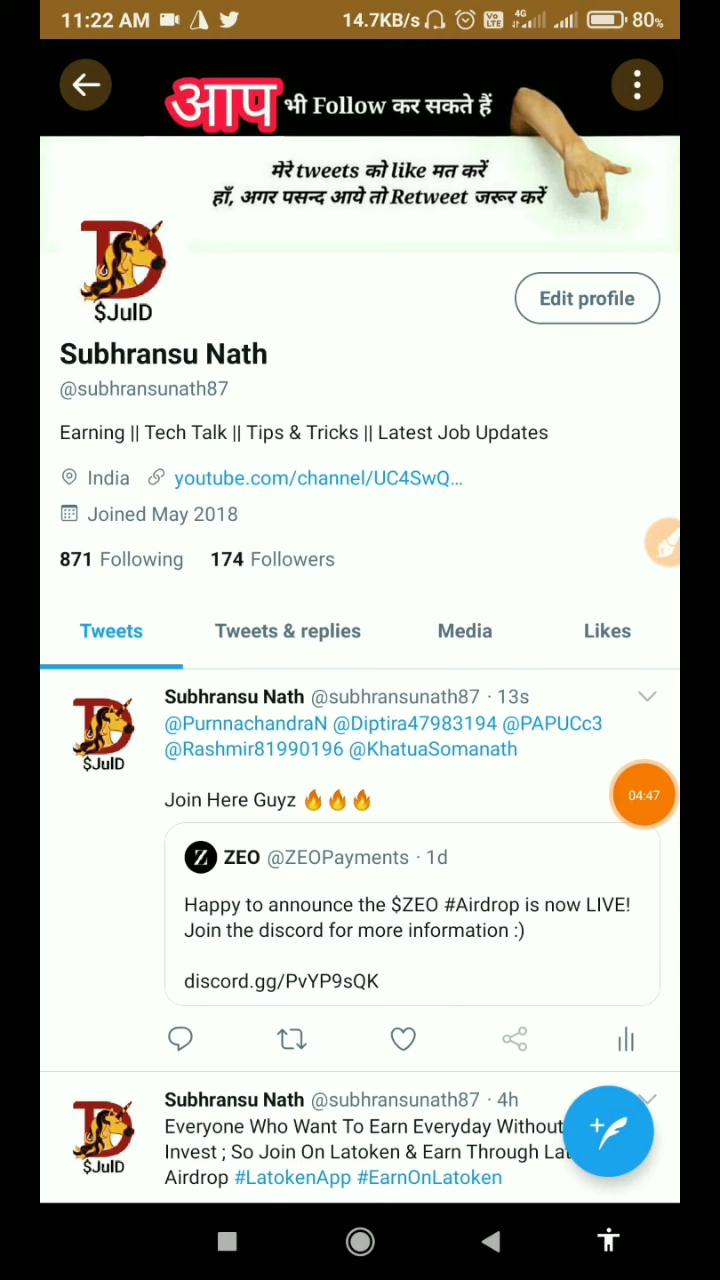 11:22 AM 14.7KB/s VoLTE 4G 80%
आप भी Follow कर सकते हैं
मेरे tweets को like मत करें
हाँ, अगर पसन्द आये तो Retweet जरूर करें
D
$JulD
Edit profile
Subhransu Nath
@subhransunath87
Earning || Tech Talk || Tips & Tricks || Latest Job Updates
India youtube.com/channel/UC4SwQ...
Joined May 2018
871 Following 174 Followers
Tweets Tweets & replies Media Likes
Subhransu Nath @subhransunath87 · 13s
@PurnnachandraN @Diptira47983194 @PAPUCc3
@Rashmir81990196 @KhatuaSomanath
D
$JulD
Join Here Guyz 🔥🔥🔥
04:47
Z ZEO @ZEOPayments · 1d
Happy to announce the $ZEO #Airdrop is now LIVE!
Join the discord for more information :)
discord.gg/PvYP9sQK
Subhransu Nath @subhransunath87 · 4h
Everyone Who Want To Earn Everyday Without
Invest ; So Join On Latoken & Earn Through
Airdrop #LatokenApp #EarnOnLatoken
D
$JulD